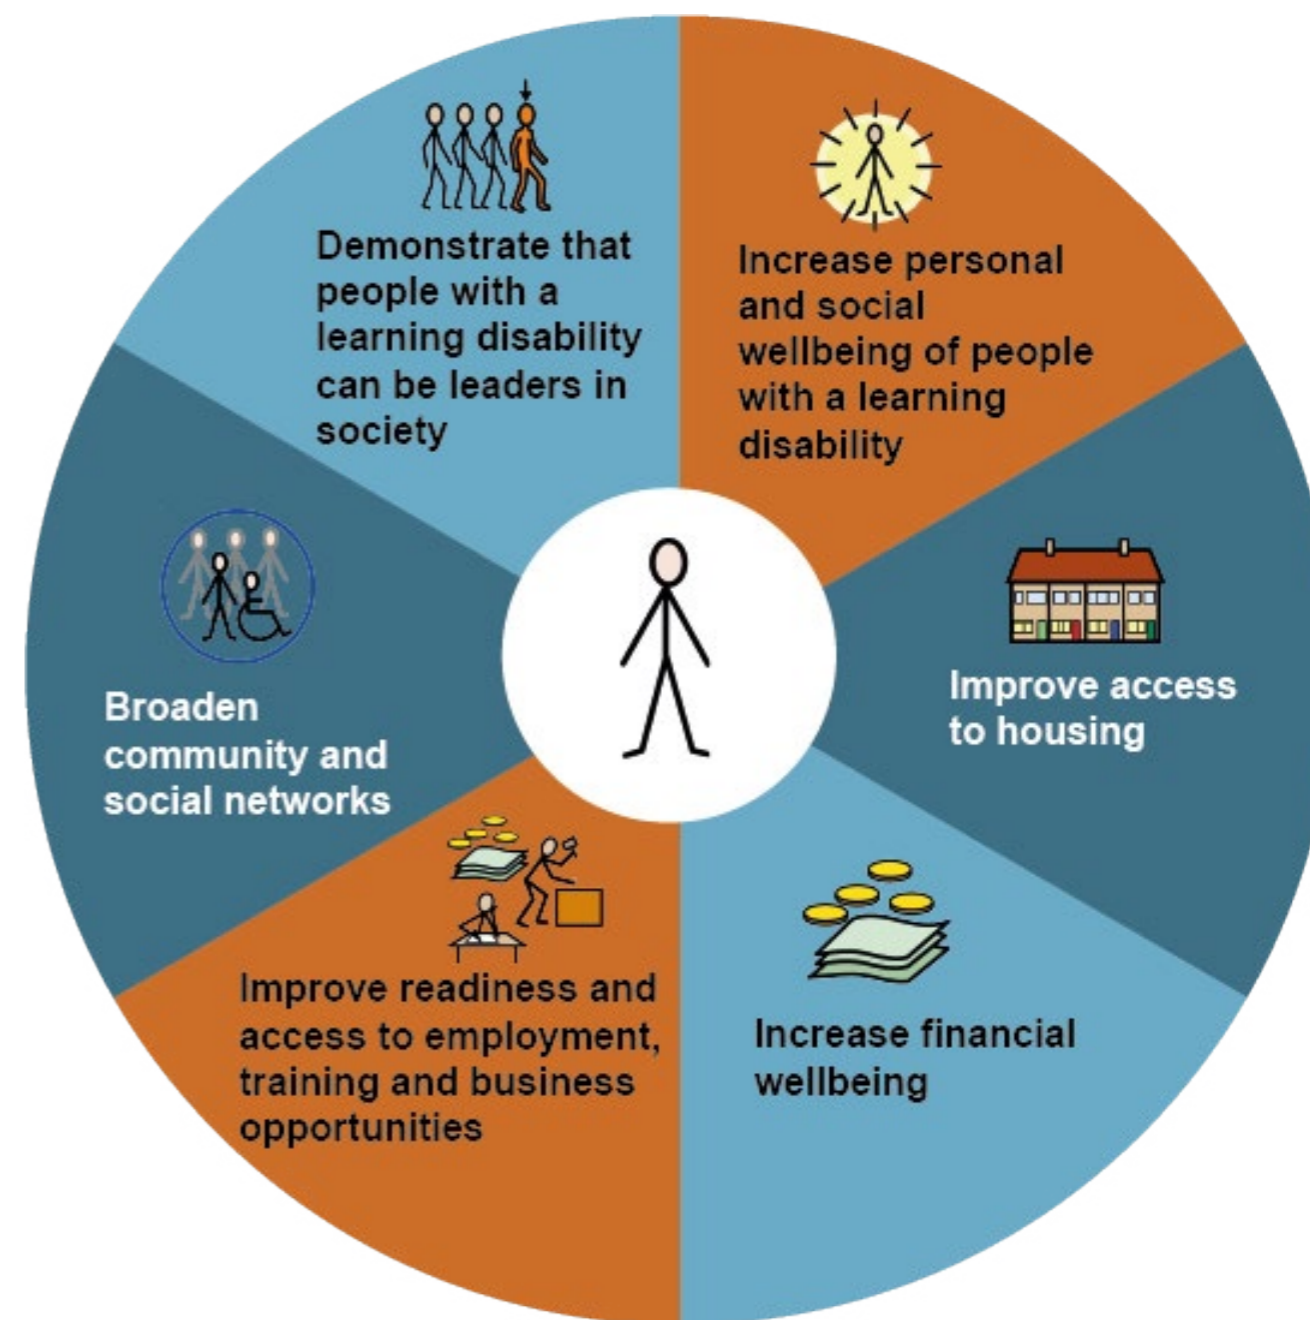 Demonstrate that
people with a
learning disability
can be leaders in
society
Increase personal
and social
wellbeing of people
with a learning
disability
Improve access
to housing
Increase financial
wellbeing
Improve readiness and
access to employment,
training and business
opportunities
Broaden
community and
social networks